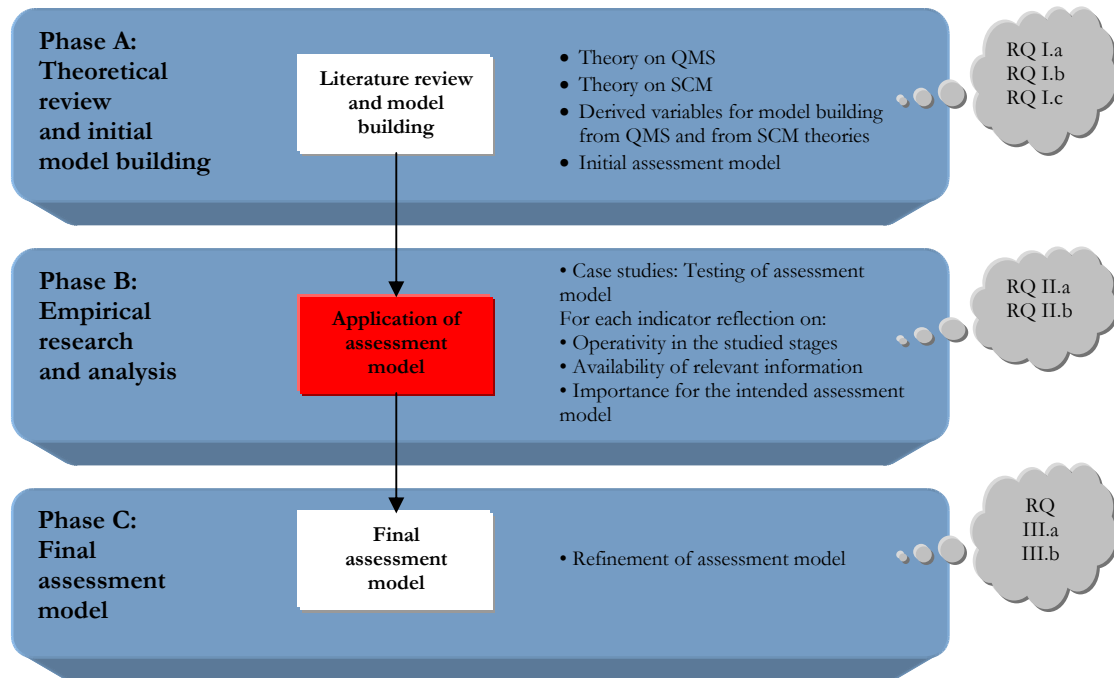 Phase A:
Theoretical
review
and initial
model building
Literature review
and model
building
• Theory on QMS
• Theory on SCM
• Derived variables for model building
from QMS and from SCM theories
• Initial assessment model
RQ I.a
RQ I.b
RQ I.c
Phase B:
Empirical
research
and analysis
Application of
assessment
model
• Case studies: Testing of assessment
model
For each indicator reflection on:
• Operativity in the studied stages
• Availability of relevant information
• Importance for the intended assessment
model
RQ II.a
RQ II.b
Phase C:
Final
assessment
model
Final
assessment
model
• Refinement of assessment model
RQ
III.a
III.b